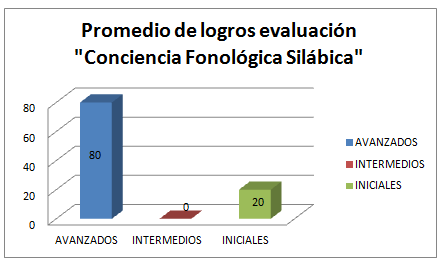 Promedio de logros evaluación
"Conciencia Fonológica Silábica"
80
60
40
20
0
80
0
20
AVANZADOS
INTERMEDIOS
INICIALES
AVANZADOS
INTERMEDIOS
INICIALES